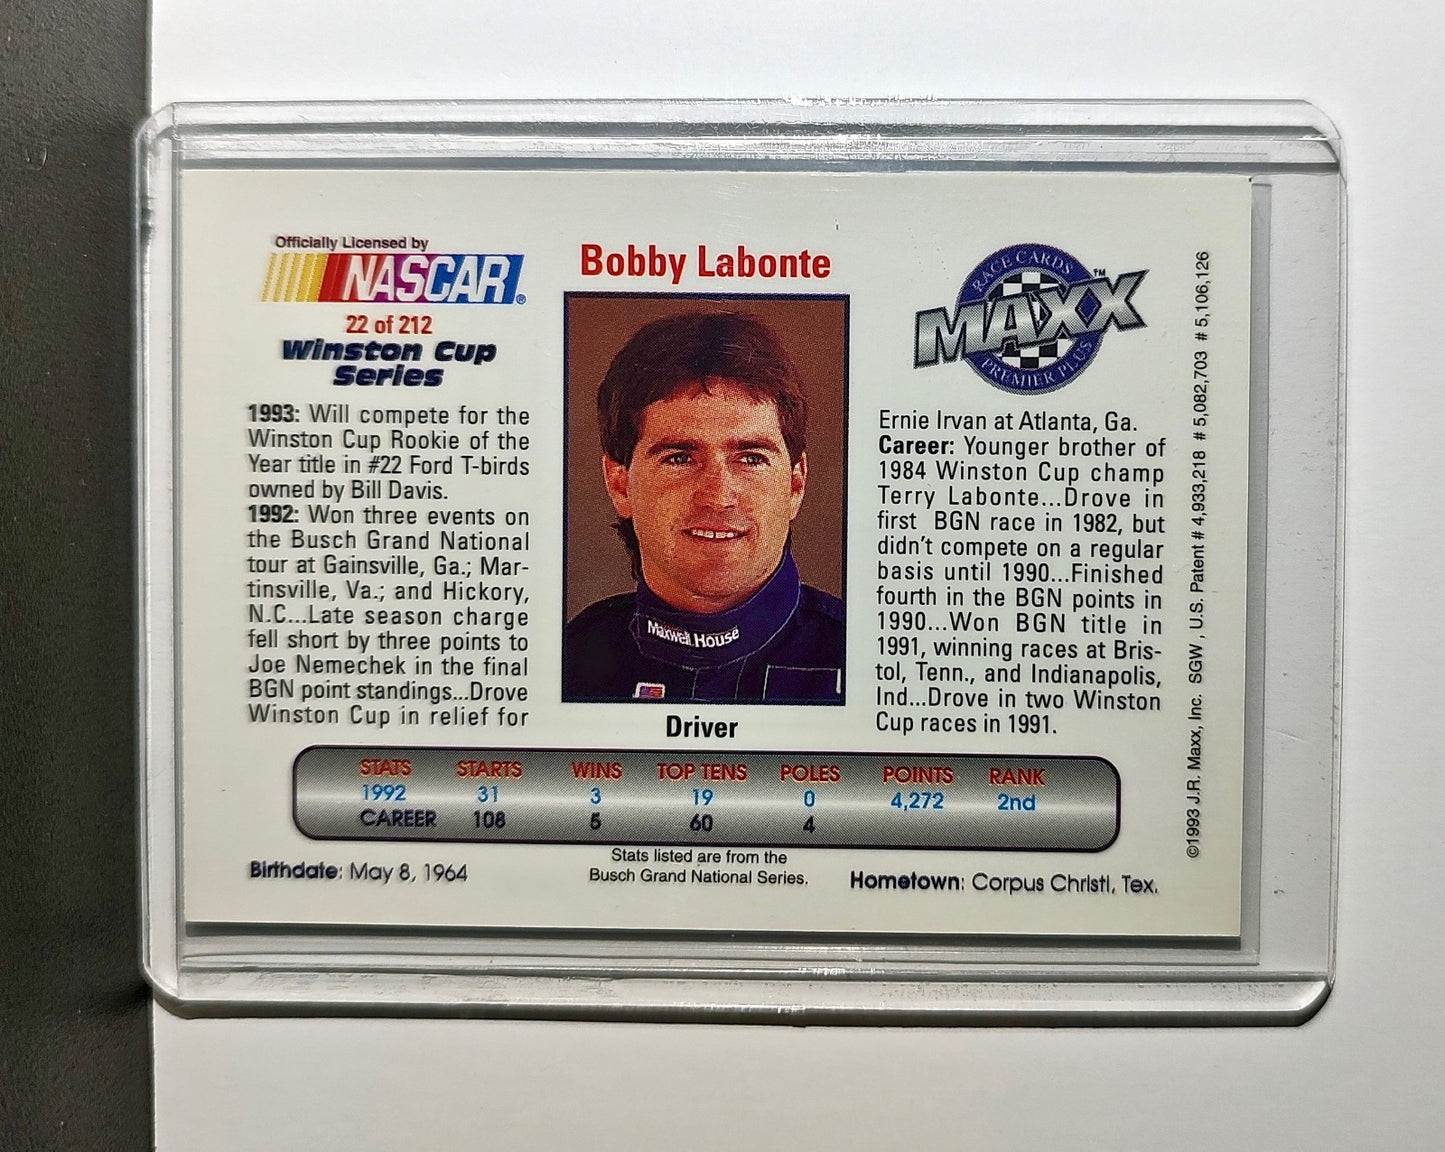 Officially Licensed by
NASCAR®
22 of 212
Winston Cup
Series
1993: Will compete for the
Winston Cup Rookie of the
Year title in #22 Ford T-birds
owned by Bill Davis.
1992: Won three events on
the Busch Grand National
tour at Gainsville, Ga.; Mar-
tinsville, Va.; and Hickory,
N.C...Late season charge
fell short by three points to
Joe Nemechek in the final
BGN point standings...Drove
Winston Cup in relief for
Bobby Labonte
Maxwell House
Driver
RACE CARDS
MAXX™
PREMIER PLUS
Ernie Irvan at Atlanta, Ga.
Career: Younger brother of
1984 Winston Cup champ
Terry Labonte...Drove in
first BGN race in 1982, but
didn't compete on a regular
basis until 1990...Finished
fourth in the BGN points in
1990...Won BGN title in
1991, winning races at Bris-
tol, Tenn., and Indianapolis,
Ind...Drove in two Winston
Cup races in 1991.
STATS STARTS WINS TOP TENS POLES POINTS RANK
1992 31 3 19 0 4,272 2nd
CAREER 108 5 60 4
Stats listed are from the
Busch Grand National Series.
Birthdate: May 8, 1964
Hometown: Corpus Christi, Tex.
©1993 J.R. Maxx, Inc. SGW, U.S. Patent # 4,933,218 # 5,082,703 # 5,106,126